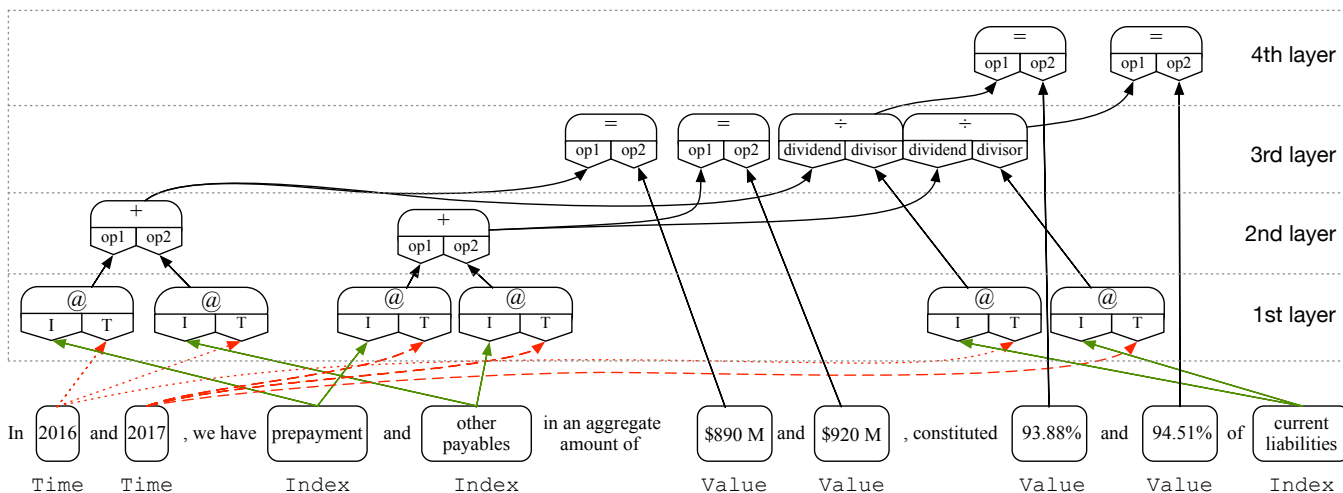 = =
op1 op2 op1 op2
4th layer
= = ÷ ÷
op1 op2 op1 op2 dividend divisor dividend divisor
3rd layer
+ +
op1 op2 op1 op2
2nd layer
@ @ @ @ @ @
I T I T I T I T I T I T
1st layer
In 2016 and 2017 , we have prepayment and other payables in an aggregate amount of $890 M and $920 M , constituted 93.88% and 94.51% of current liabilities
Time Time Index Index Value Value Value Value Index